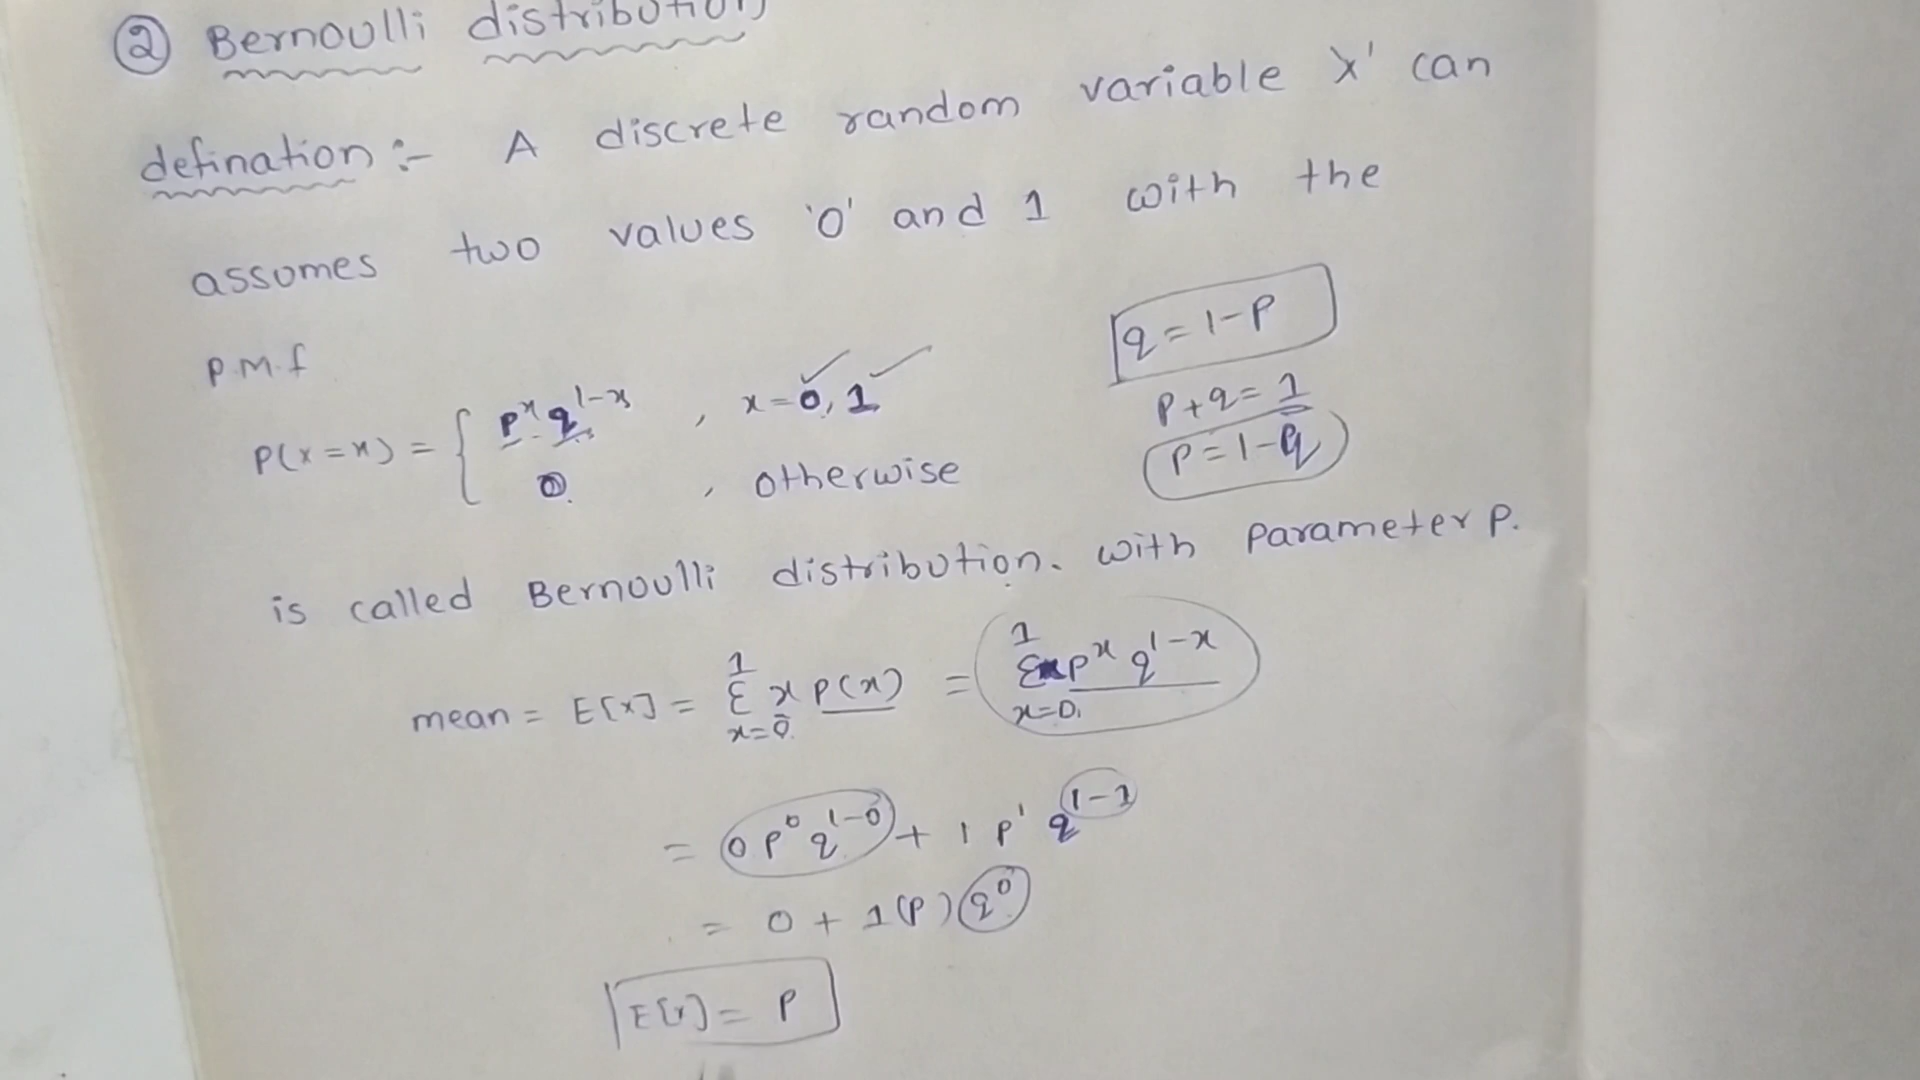 ② Bernoulli distribution
defination :- A discrete random variable X' can
assumes two values '0' and 1 with the
P.M.f
q = 1-P
P(x=x) = { p^x q^1-x , x=0, 1
P+q=1
0 , otherwise
P=1-q
is called Bernoulli distribution. with Parameter P.
mean = E[x] = 1 Σ x=0 x P(x) = 1 Σ x=0 x p^x q^1-x
= 0 p^0 q^1-0 + 1 p^1 q^1-1
= 0 + 1(P) q^0
E[x] = P